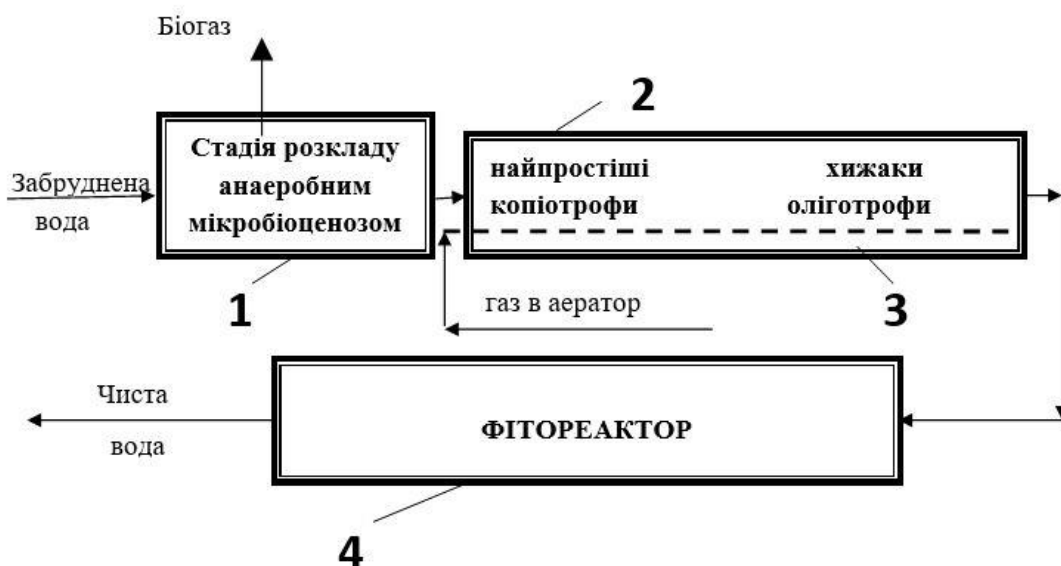 Біогаз
2
Стадія розкладу
анаеробним
мікробіоценозом
найпростіші хижаки
копіотрофи оліготрофи
Забруднена
вода
1
3
газ в аератор
Чиста
вода
ФІТОРЕАКТОР
4